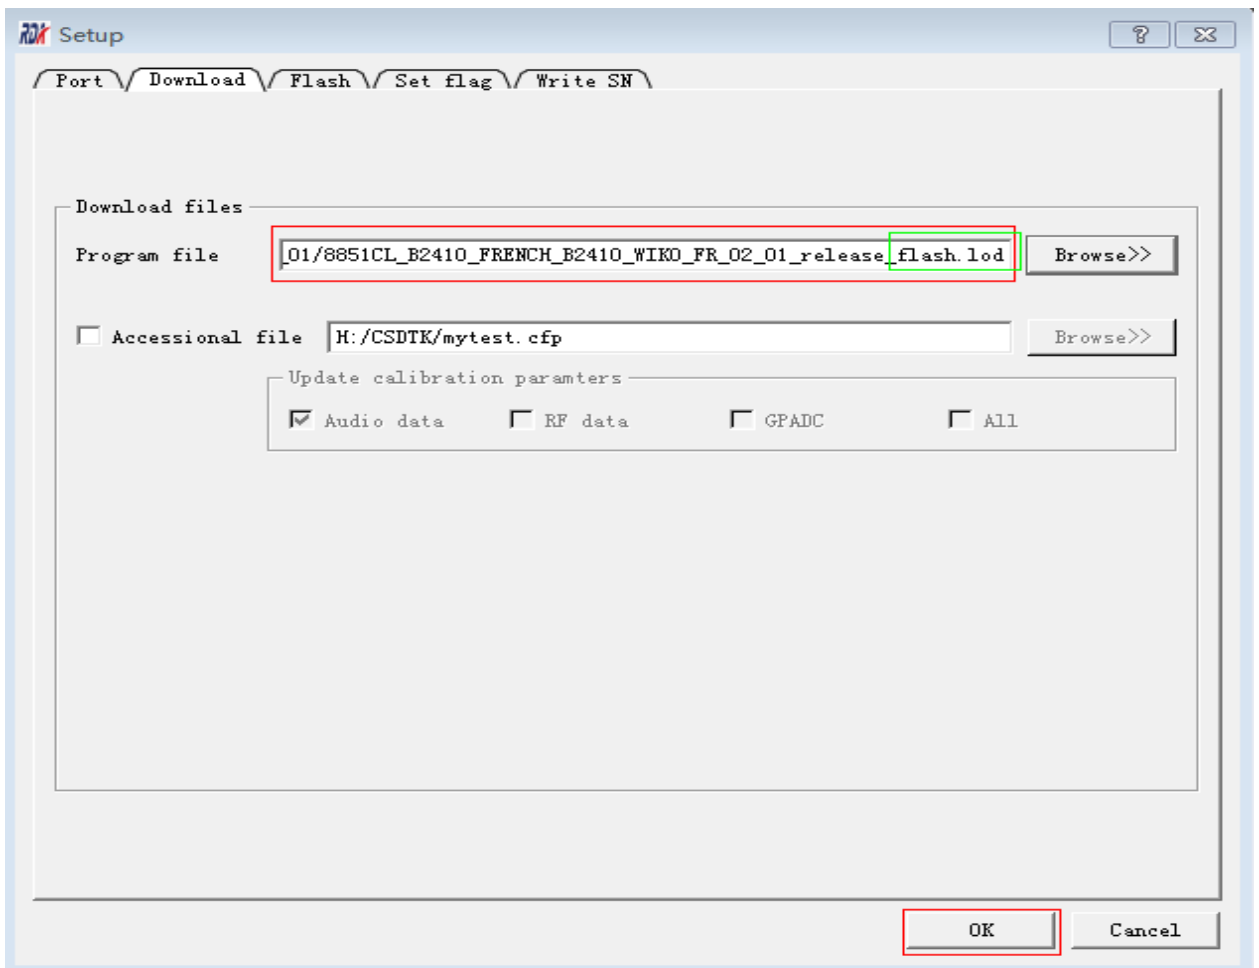 RDA Setup
Port Download Flash Set flag Write SN
Download files
Program file _01/8851CL_B2410_FRENCH_B2410_WIKO_FR_02_01_release_flash.lod Browse>>
Accessional file H:/CSDTK/mytest.cfp Browse>>
Update calibration paramters
Audio data RF data GPADC All
OK Cancel